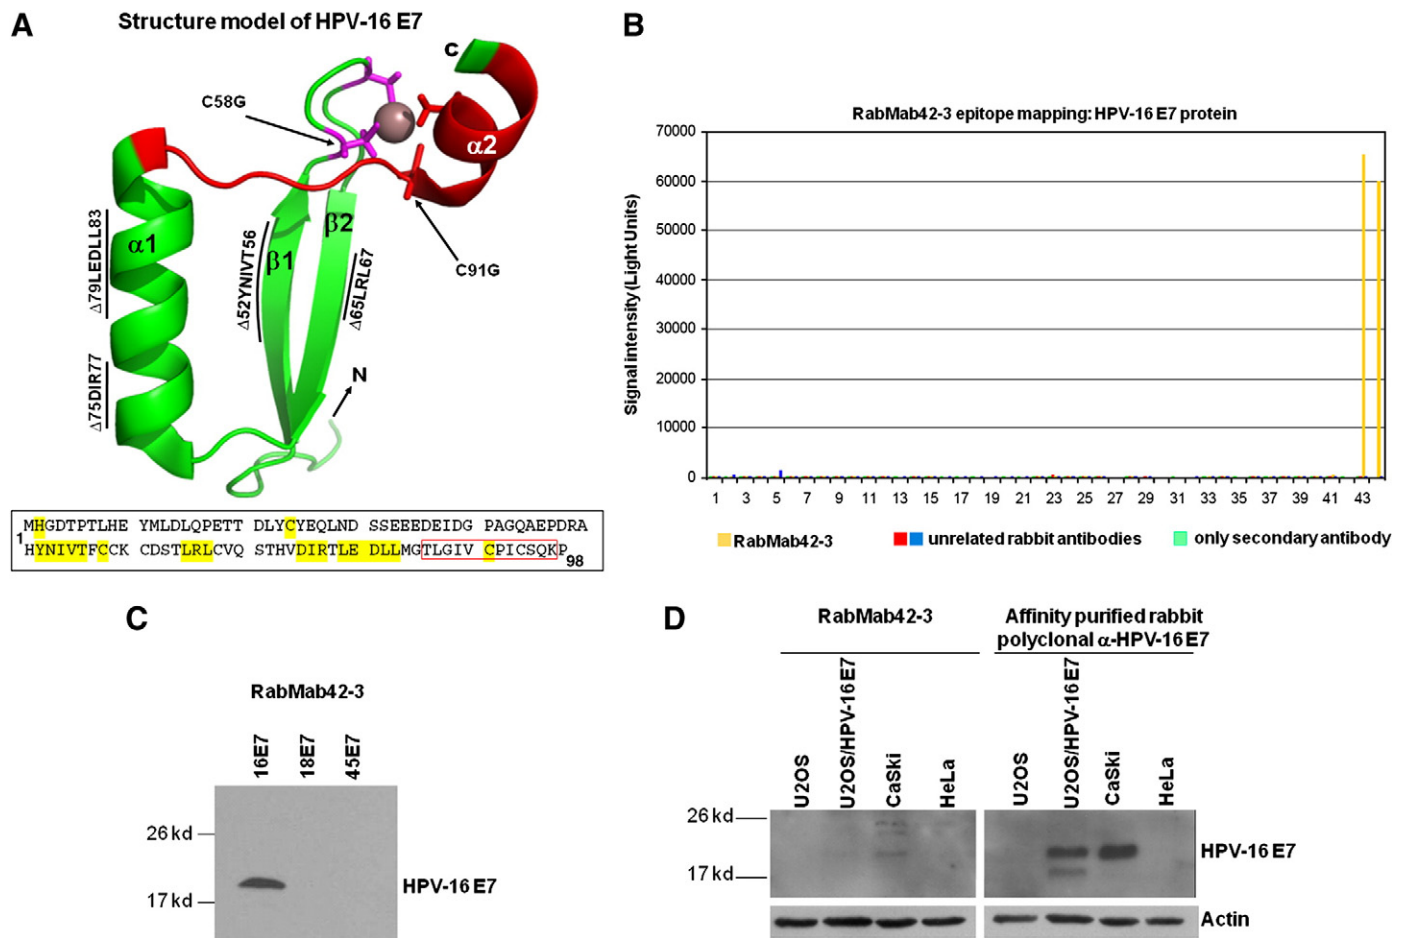 A
Structure model of HPV-16 E7
C
C58G
α2
α1
β2
β1
C91G
Δ79LEDLL83
Δ52YNIVT56
Δ65LRL67
Δ75DIR77
N
MHGDTPTLHE YMLDLQPETT DLYCYEQLND SSEEEDEIDG PAGQAEPDRA
1
HYNIVTFCCK CDSTLRLCVQ STHVDIRTLE DLLMGTLGIV CPICSQKP
98
B
RabMab42-3 epitope mapping: HPV-16 E7 protein
Signal intensity (Light Units)
70000
60000
50000
40000
30000
20000
10000
0
1 3 5 7 9 11 13 15 17 19 21 23 25 27 29 31 33 35 37 39 41 43
RabMab42-3
unrelated rabbit antibodies
only secondary antibody
C
RabMab42-3
16E7
18E7
45E7
26 kd
17 kd
HPV-16 E7
D
RabMab42-3
Affinity purified rabbit
polyclonal α-HPV-16 E7
U2OS
U2OS/HPV-16E7
CaSki
HeLa
U2OS
U2OS/HPV-16E7
CaSki
HeLa
26 kd
17 kd
HPV-16 E7
Actin